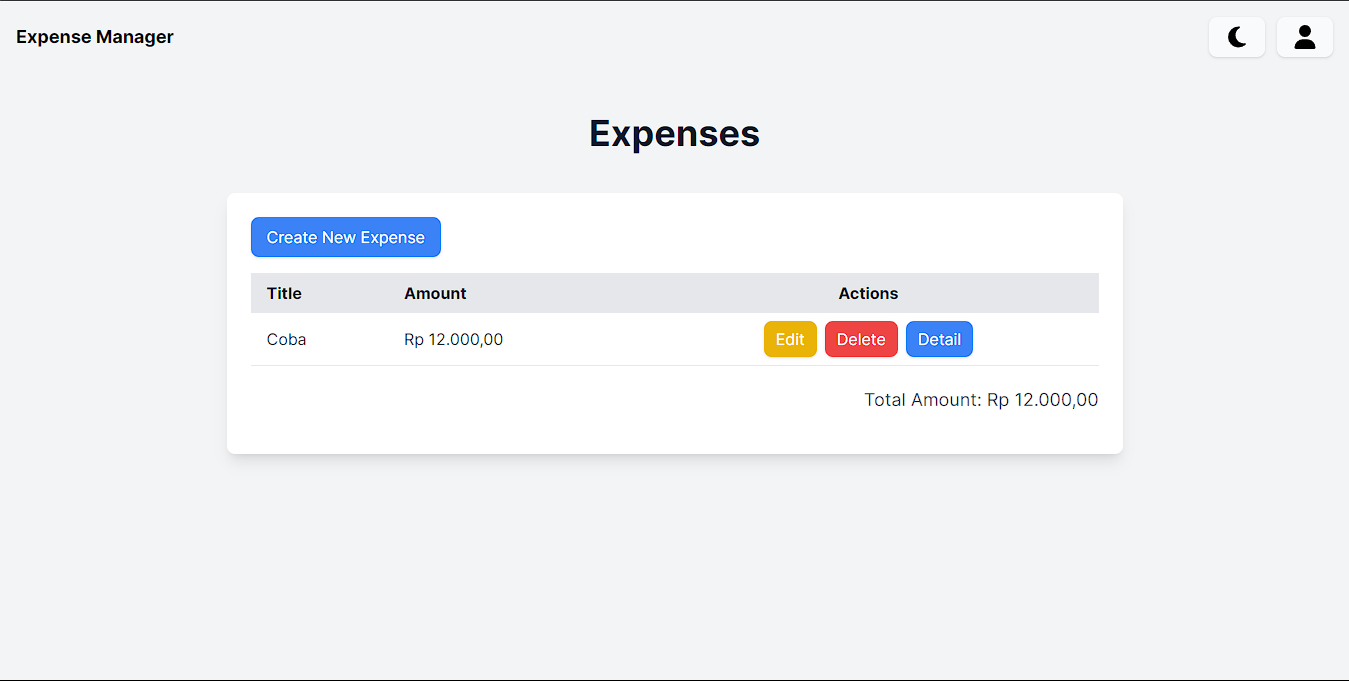 Expense Manager
Expenses
Create New Expense
Title Amount Actions
Coba Rp 12.000,00 Edit Delete Detail
Total Amount: Rp 12.000,00